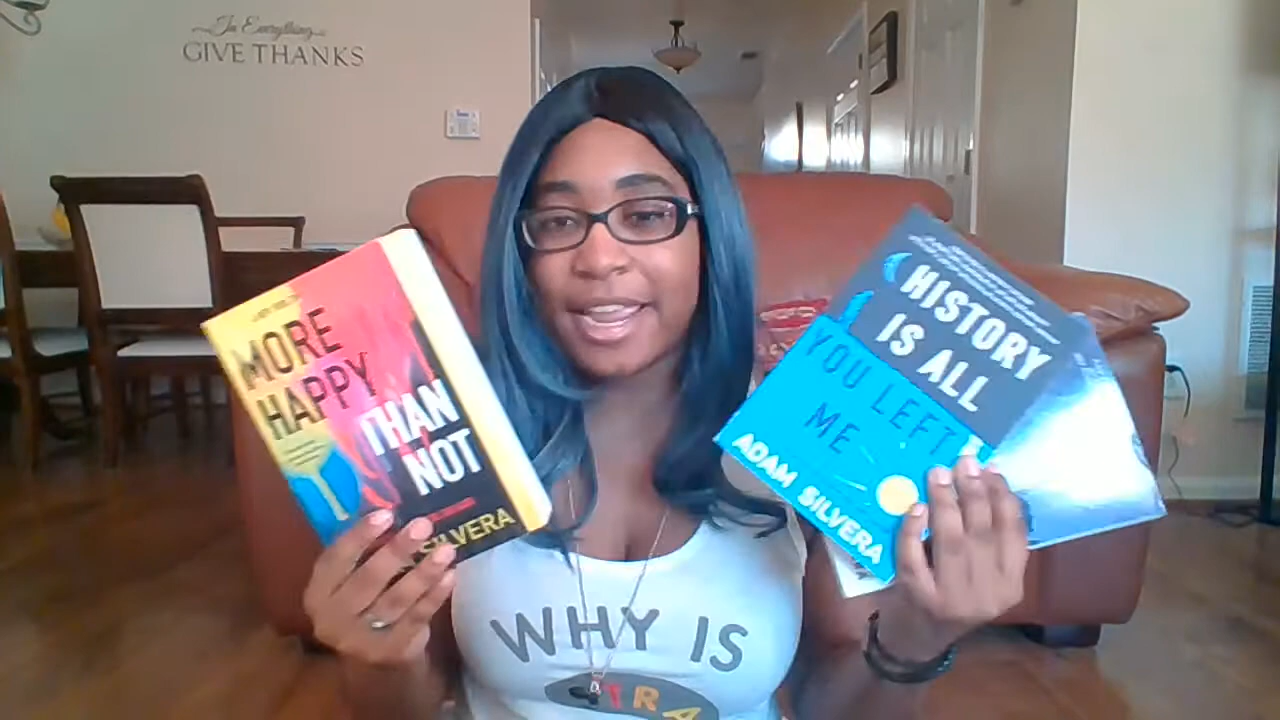 In Everything
GIVE THANKS
MORE
HAPPY
THAN
NOT
SILVERA
HISTORY
IS ALL
YOU LEFT
ME
ADAM SILVERA
WHY IS